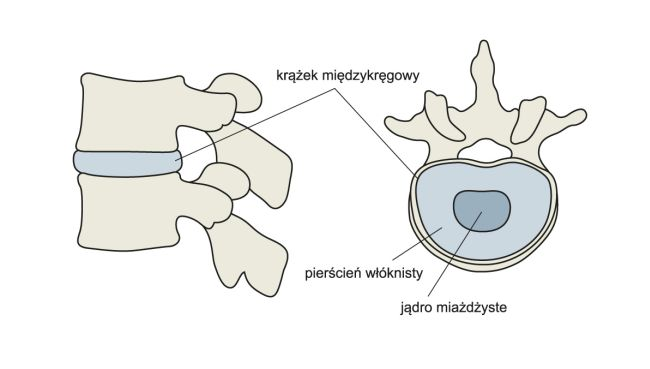 krążek międzykręgowy
pierścień włóknisty
jądro miażdżyste